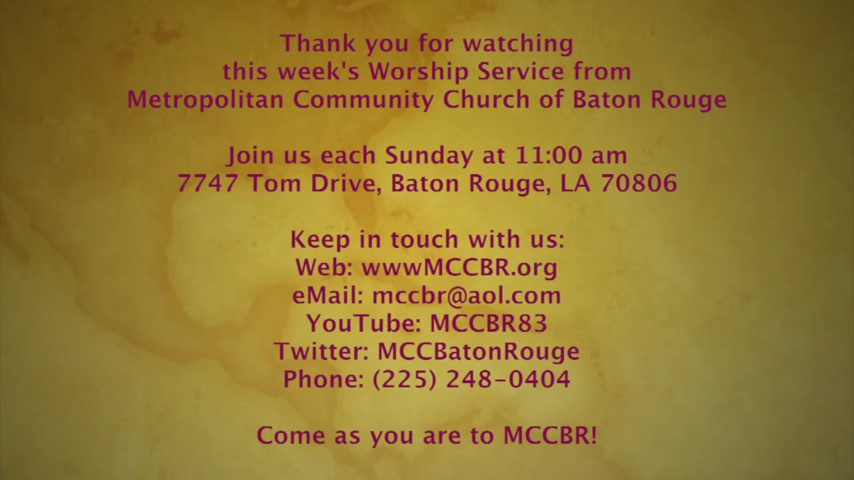 Thank you for watching
this week's Worship Service from
Metropolitan Community Church of Baton Rouge
Join us each Sunday at 11:00 am
7747 Tom Drive, Baton Rouge, LA 70806
Keep in touch with us:
Web: wwwMCCBR.org
eMail: mccbr@aol.com
YouTube: MCCBR83
Twitter: MCCBatonRouge
Phone: (225) 248-0404
Come as you are to MCCBR!